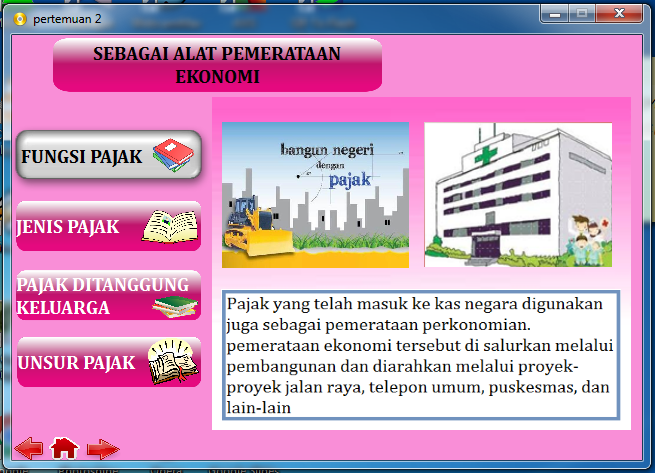 pertemuan 2
SEBAGAI ALAT PEMERATAAN
EKONOMI
FUNGSI PAJAK
JENIS PAJAK
PAJAK DITANGGUNG
KELUARGA
UNSUR PAJAK
bangun negeri
dengan
pajak
Pajak yang telah masuk ke kas negara digunakan
juga sebagai pemerataan perkonomian.
pemerataan ekonomi tersebut di salurkan melalui
pembangunan dan diarahkan melalui proyek-
proyek jalan raya, telepon umum, puskesmas, dan
lain-lain